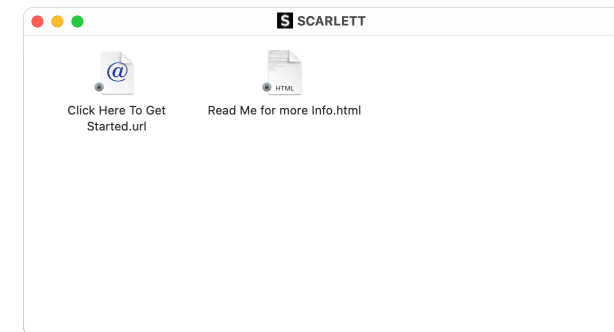 S SCARLETT
@
HTML
Click Here To Get
Started.url
Read Me for more Info.html